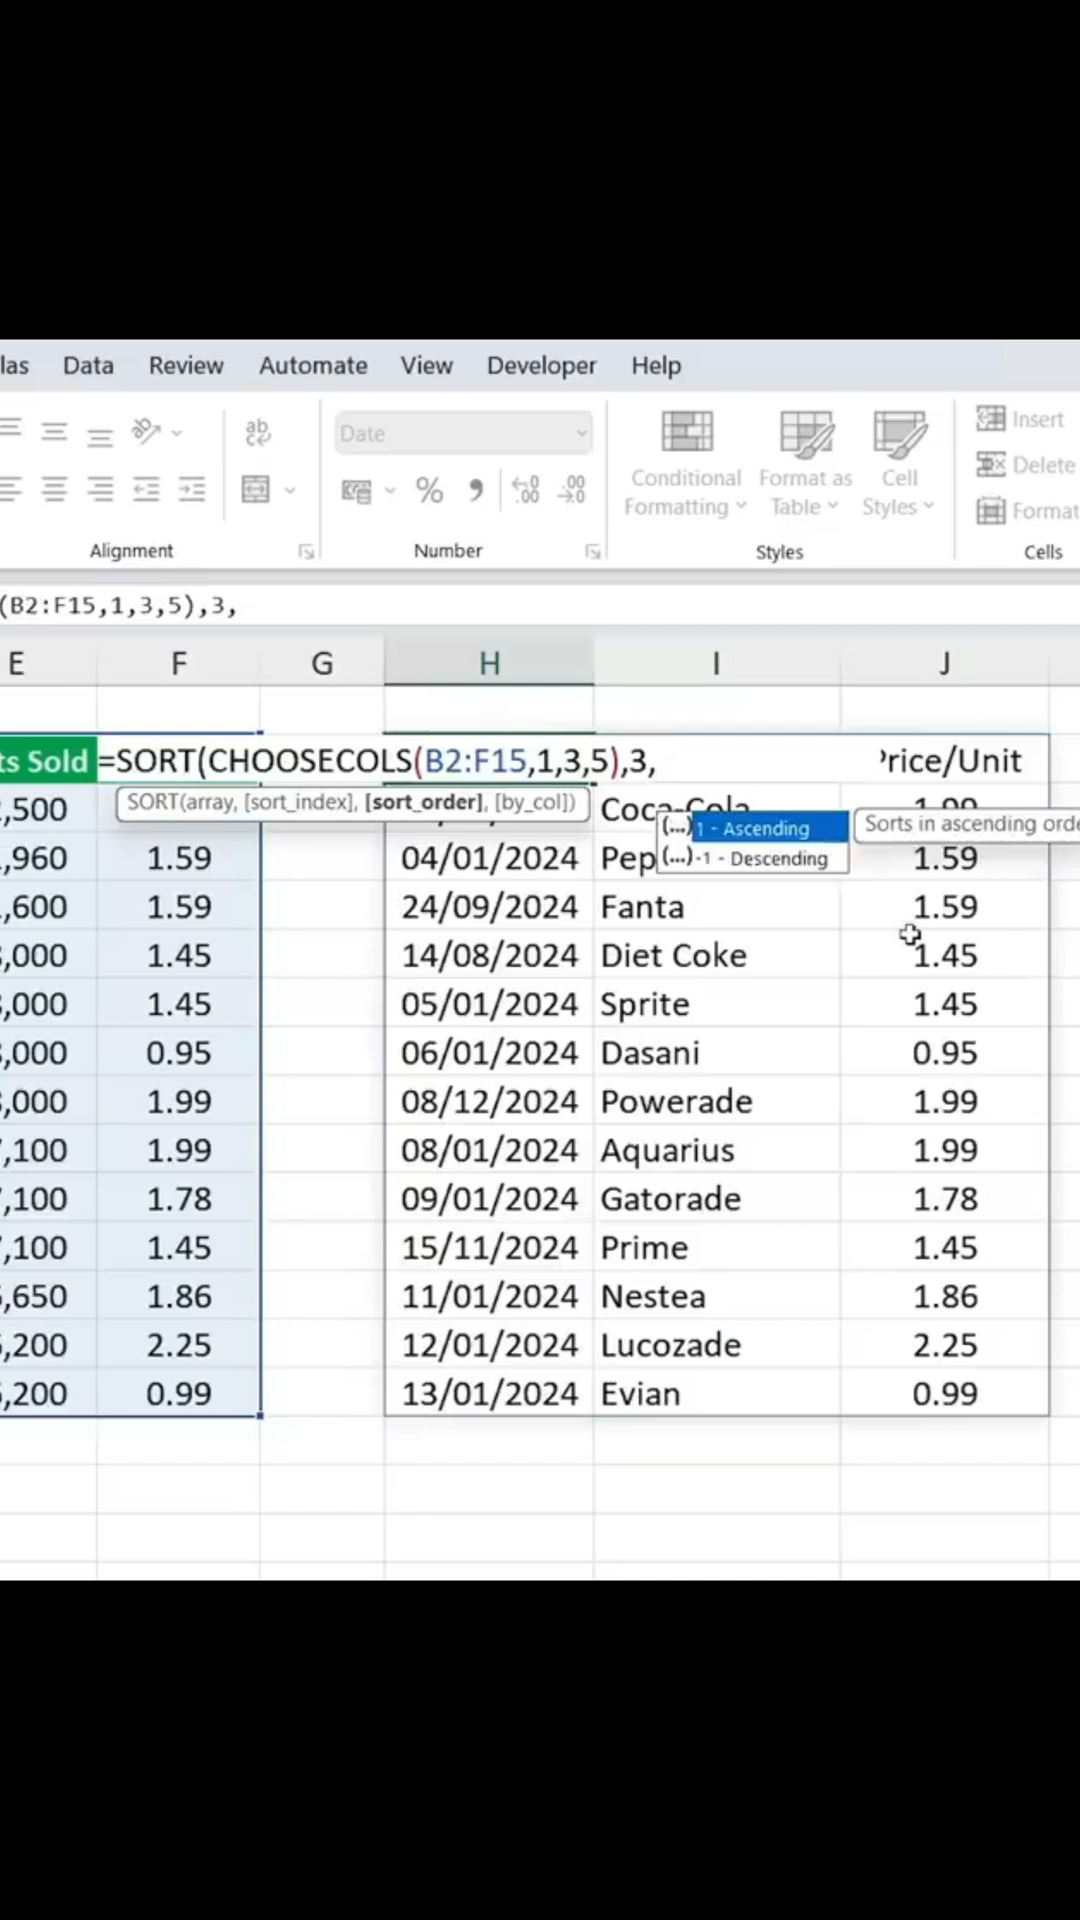 las Data Review Automate View Developer Help
ab
Date
Insert
Conditional Formatting
Format as Table
Cell Styles
Delete
Format
% , .00 .00
Alignment Number Styles Cells
(B2:F15,1,3,5),3,
E F G H I J
ts Sold =SORT(CHOOSECOLS(B2:F15,1,3,5),3, Price/Unit
SORT(array, [sort_index], [sort_order], [by_col])
,500 Coca-Cola 1.99
(...) 1 - Ascending Sorts in ascending orde
(...) -1 - Descending
,960 1.59 04/01/2024 Pep 1.59
,600 1.59 24/09/2024 Fanta 1.59
,000 1.45 14/08/2024 Diet Coke 1.45
,000 1.45 05/01/2024 Sprite 1.45
,000 0.95 06/01/2024 Dasani 0.95
,000 1.99 08/12/2024 Powerade 1.99
,100 1.99 08/01/2024 Aquarius 1.99
,100 1.78 09/01/2024 Gatorade 1.78
,100 1.45 15/11/2024 Prime 1.45
,650 1.86 11/01/2024 Nestea 1.86
,200 2.25 12/01/2024 Lucozade 2.25
,200 0.99 13/01/2024 Evian 0.99